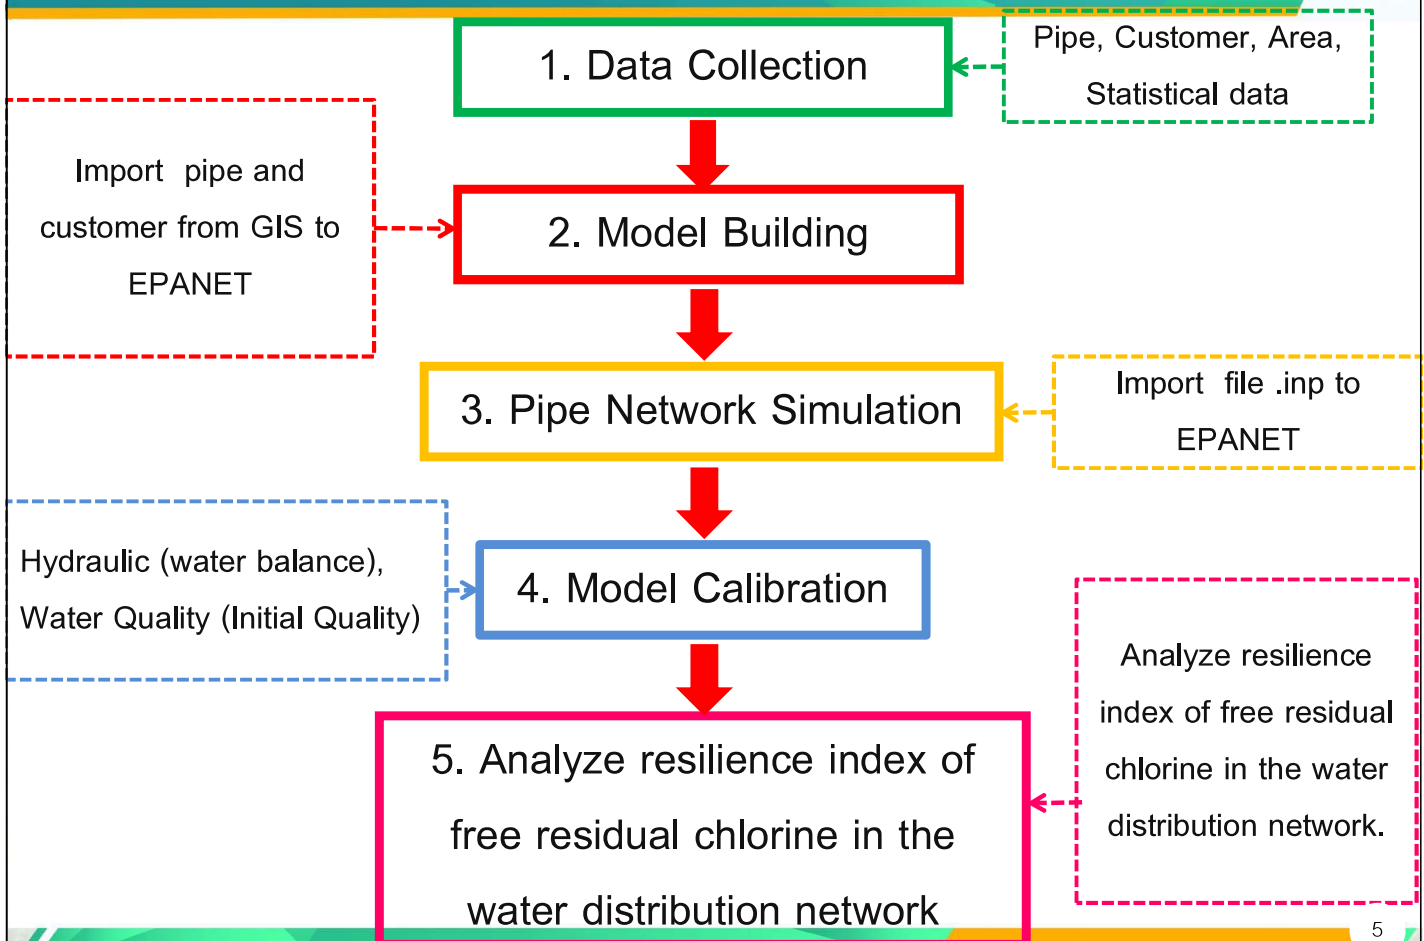 1. Data Collection
Pipe, Customer, Area,
Statistical data
Import pipe and
customer from GIS to
EPANET
2. Model Building
3. Pipe Network Simulation
Import file .inp to
EPANET
Hydraulic (water balance),
Water Quality (Initial Quality)
4. Model Calibration
5. Analyze resilience index of
free residual chlorine in the
water distribution network
Analyze resilience
index of free residual
chlorine in the water
distribution network.
5